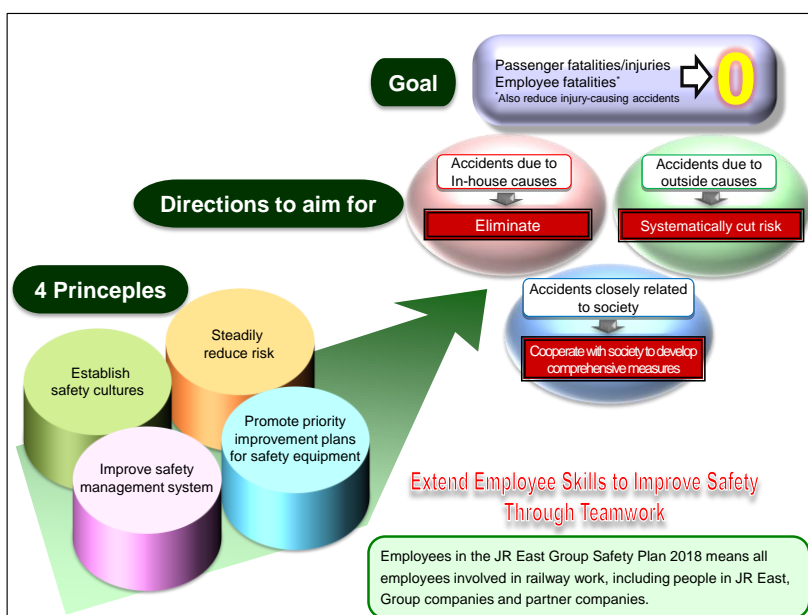 Goal
Passenger fatalities/injuries
Employee fatalities*
*Also reduce injury-causing accidents
0
Directions to aim for
Accidents due to
In-house causes
Eliminate
Accidents due to
outside causes
Systematically cut risk
Accidents closely related
to society
Cooperate with society to develop
comprehensive measures
4 Princeples
Steadily
reduce risk
Establish
safety cultures
Promote priority
improvement plans
for safety equipment
Improve safety
management system
Extend Employee Skills to Improve Safety
Through Teamwork
Employees in the JR East Group Safety Plan 2018 means all
employees involved in railway work, including people in JR East,
Group companies and partner companies.